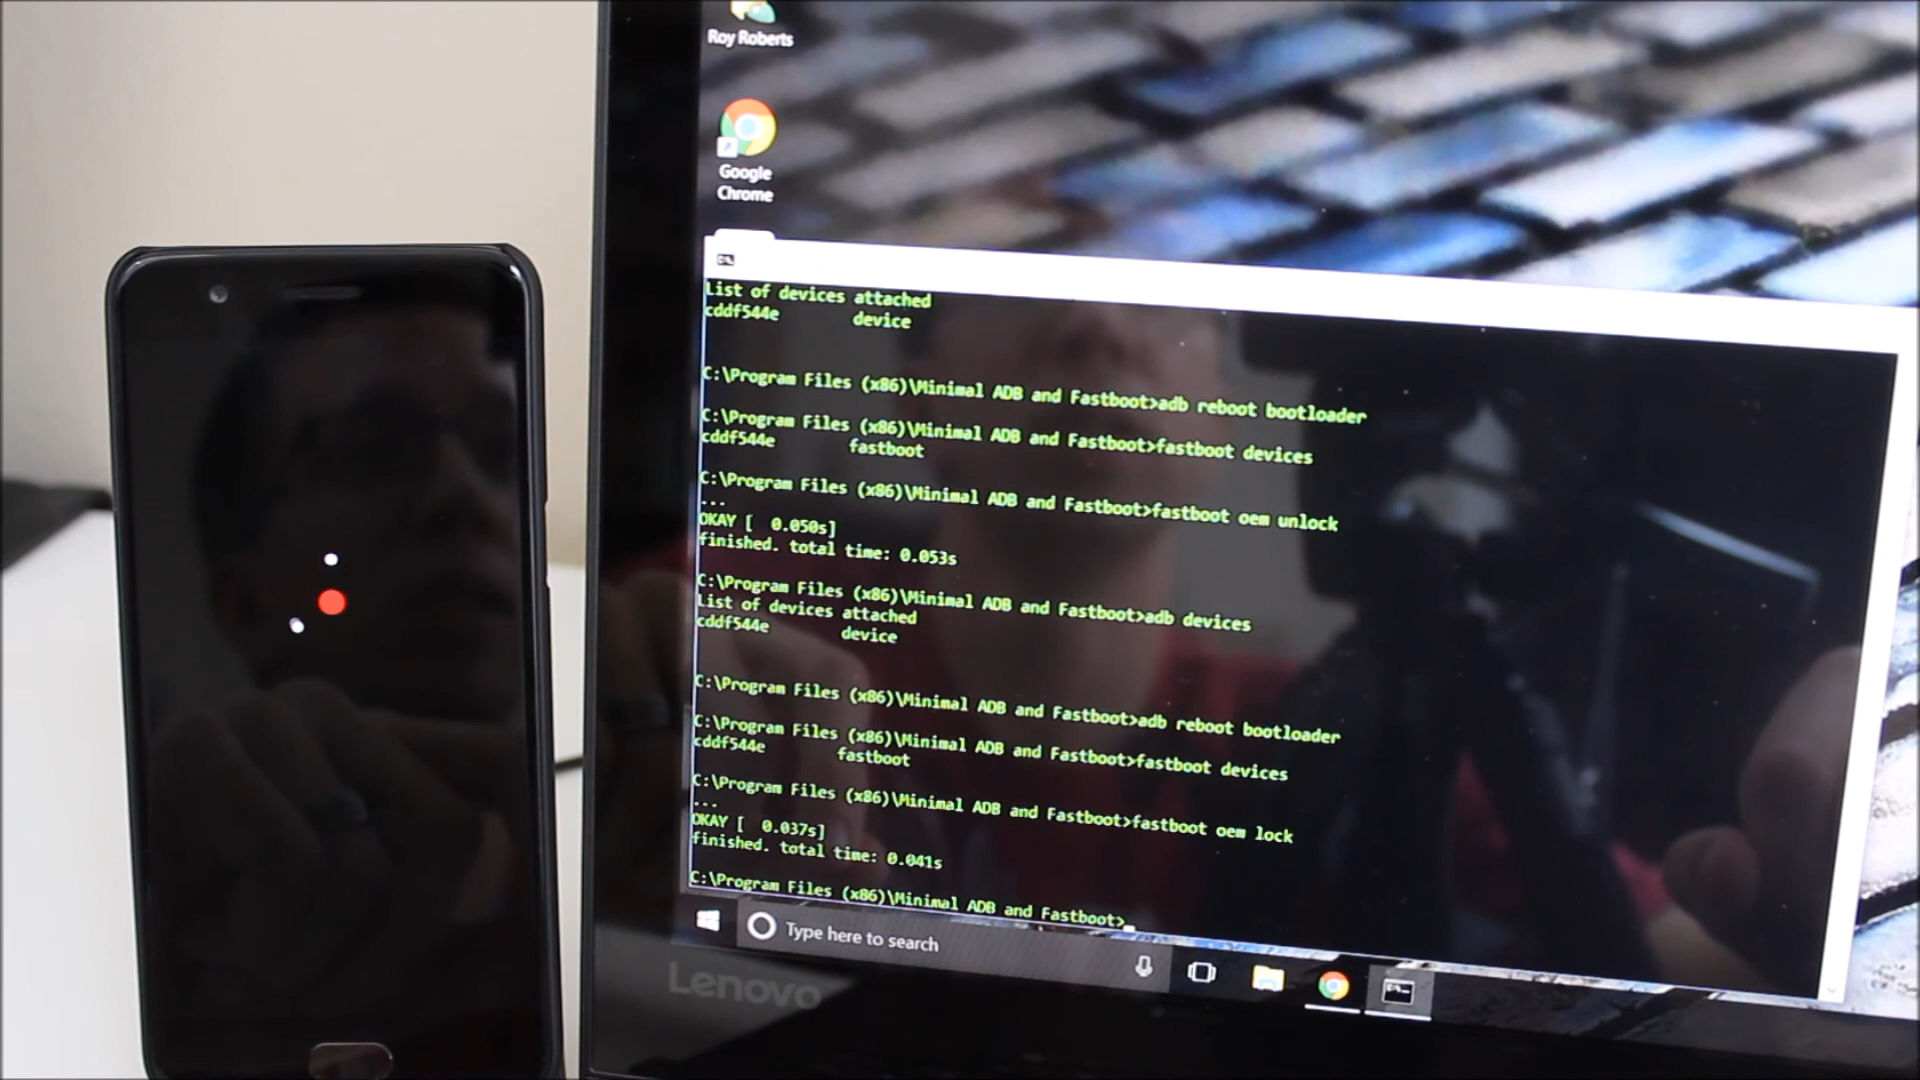 Roy Roberts
Google
Chrome
List of devices attached
cddf544e device
C:\Program Files (x86)\Minimal ADB and Fastboot>adb reboot bootloader
C:\Program Files (x86)\Minimal ADB and Fastboot>fastboot devices
cddf544e fastboot
C:\Program Files (x86)\Minimal ADB and Fastboot>fastboot oem unlock
...
OKAY [ 0.050s]
finished. total time: 0.053s
C:\Program Files (x86)\Minimal ADB and Fastboot>adb devices
List of devices attached
cddf544e device
C:\Program Files (x86)\Minimal ADB and Fastboot>adb reboot bootloader
C:\Program Files (x86)\Minimal ADB and Fastboot>fastboot devices
cddf544e fastboot
C:\Program Files (x86)\Minimal ADB and Fastboot>fastboot oem lock
...
OKAY [ 0.037s]
finished. total time: 0.041s
C:\Program Files (x86)\Minimal ADB and Fastboot>
Type here to search
Lenovo